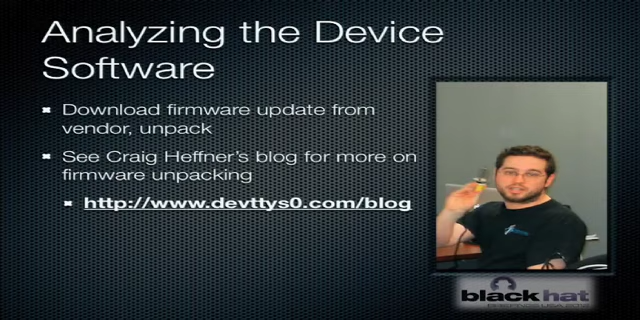 Analyzing the Device
Software
Download firmware update from
vendor, unpack
See Craig Heffner's blog for more on
firmware unpacking
http://www.devttys0.com/blog
black hat